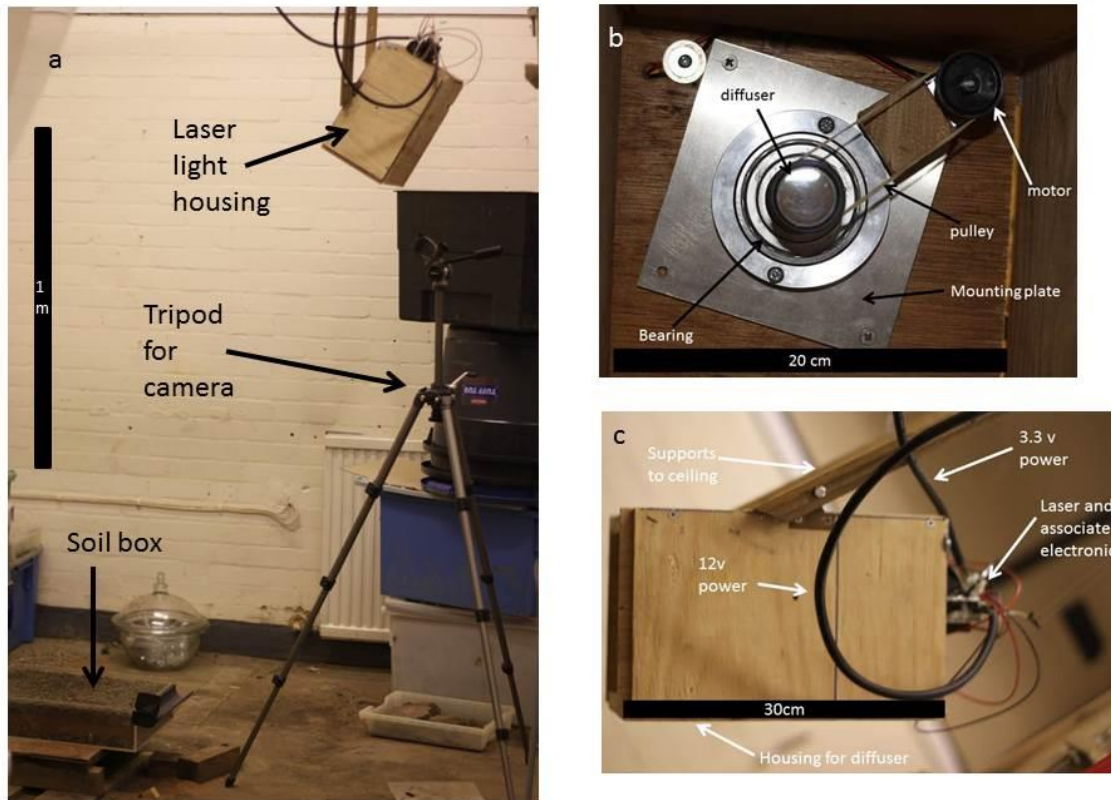 a
Laser
light
housing
1
m
Tripod
for
camera
Soil box
b
diffuser
motor
pulley
Mounting plate
Bearing
20 cm
c
Supports
to ceiling
3.3 v
power
Laser and
associate
electronic
12v
power
30cm
Housing for diffuser